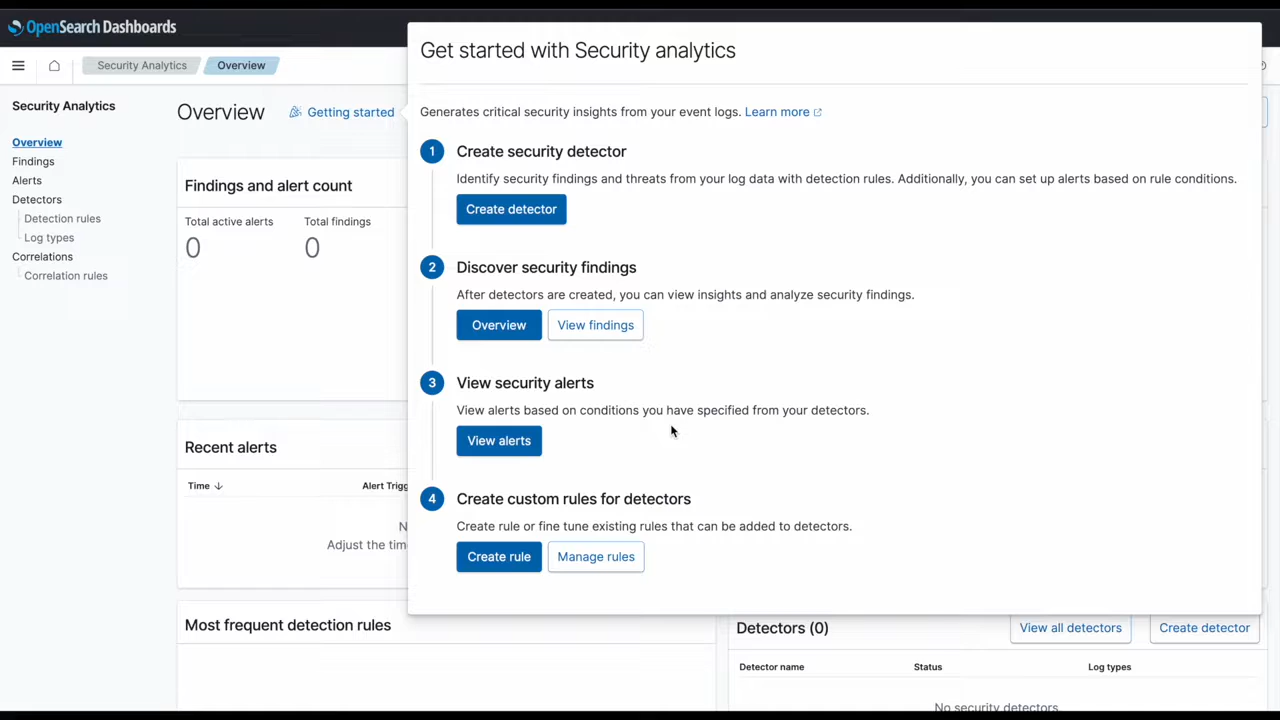 OpenSearch Dashboards
Security Analytics
Overview
Security Analytics
Overview
Findings
Alerts
Detectors
Detection rules
Log types
Correlations
Correlation rules
Overview
Getting started
Findings and alert count
Total active alerts
Total findings
0
0
Recent alerts
Time
Alert Trigg
N
Adjust the tim
Most frequent detection rules
Get started with Security analytics
Generates critical security insights from your event logs. Learn more
1
Create security detector
Identify security findings and threats from your log data with detection rules. Additionally, you can set up alerts based on rule conditions.
Create detector
2
Discover security findings
After detectors are created, you can view insights and analyze security findings.
Overview
View findings
3
View security alerts
View alerts based on conditions you have specified from your detectors.
View alerts
4
Create custom rules for detectors
Create rule or fine tune existing rules that can be added to detectors.
Create rule
Manage rules
Detectors (0)
View all detectors
Create detector
Detector name
Status
Log types
No security detectors.